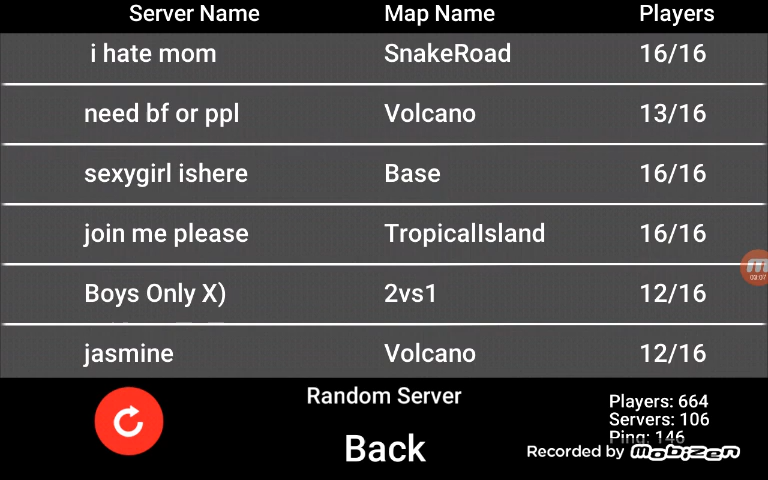 Server Name Map Name Players
i hate mom SnakeRoad 16/16
need bf or ppl Volcano 13/16
sexygirl ishere Base 16/16
join me please TropicalIsland 16/16
Boys Only X) 2vs1 12/16
jasmine Volcano 12/16
Random Server
Back
Players: 664
Servers: 106
Ping: 146
Recorded by Mobizen
03:07